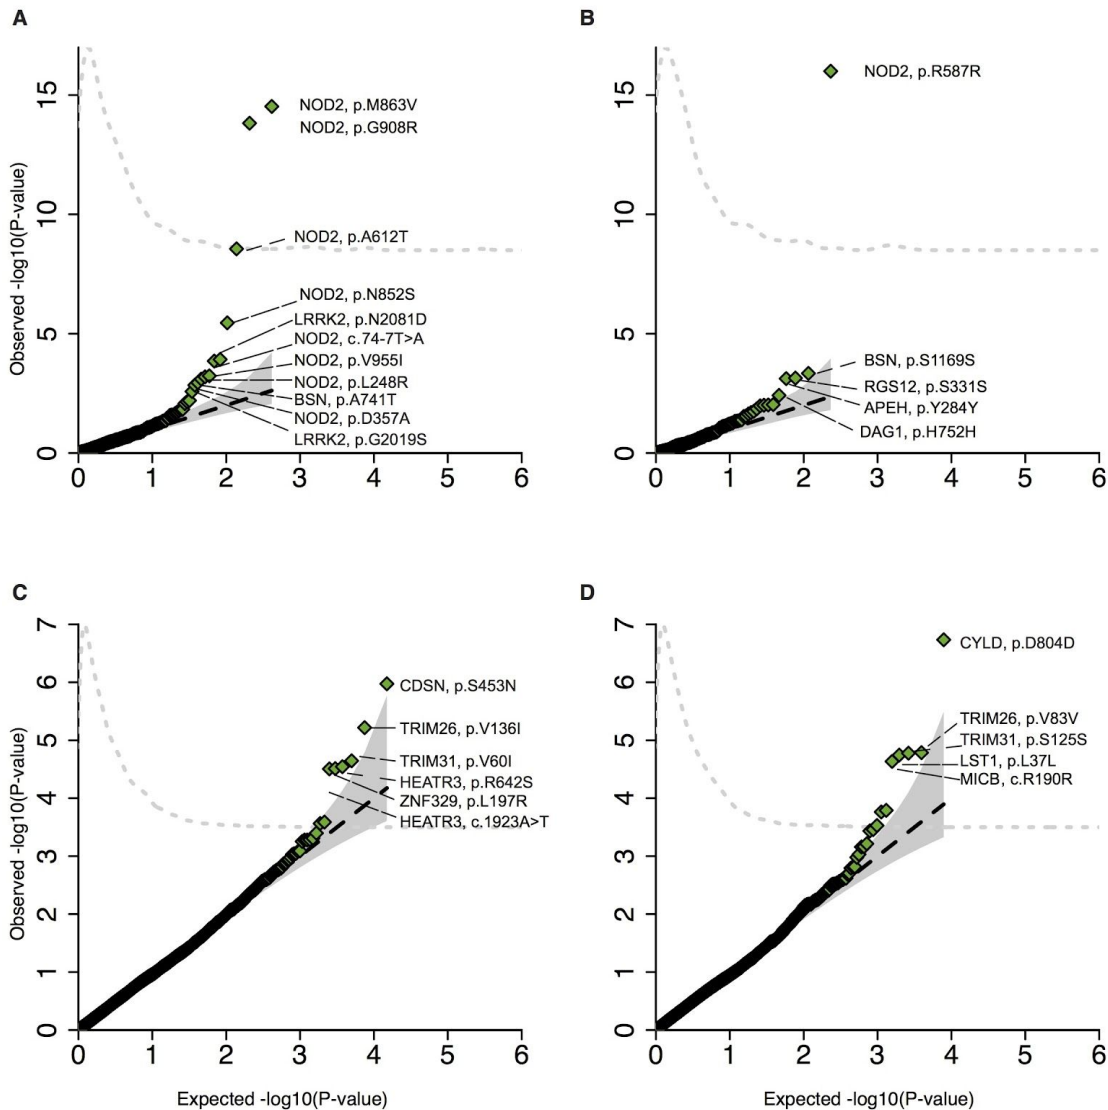 A
B
Observed -log10(P-value)
15
10
5
0
NOD2, p.M863V
NOD2, p.G908R
NOD2, p.A612T
NOD2, p.N852S
LRRK2, p.N2081D
NOD2, c.74-7T>A
NOD2, p.V955I
NOD2, p.L248R
BSN, p.A741T
NOD2, p.D357A
LRRK2, p.G2019S
0 1 2 3 4 5 6
15
10
5
0
NOD2, p.R587R
BSN, p.S1169S
RGS12, p.S331S
APEH, p.Y284Y
DAG1, p.H752H
0 1 2 3 4 5 6
C
D
Observed -log10(P-value)
7
6
5
4
3
2
1
0
CDSN, p.S453N
TRIM26, p.V136I
TRIM31, p.V60I
HEATR3, p.R642S
ZNF329, p.L197R
HEATR3, c.1923A>T
0 1 2 3 4 5 6
Expected -log10(P-value)
7
6
5
4
3
2
1
0
CYLD, p.D804D
TRIM26, p.V83V
TRIM31, p.S125S
LST1, p.L37L
MICB, c.R190R
0 1 2 3 4 5 6
Expected -log10(P-value)